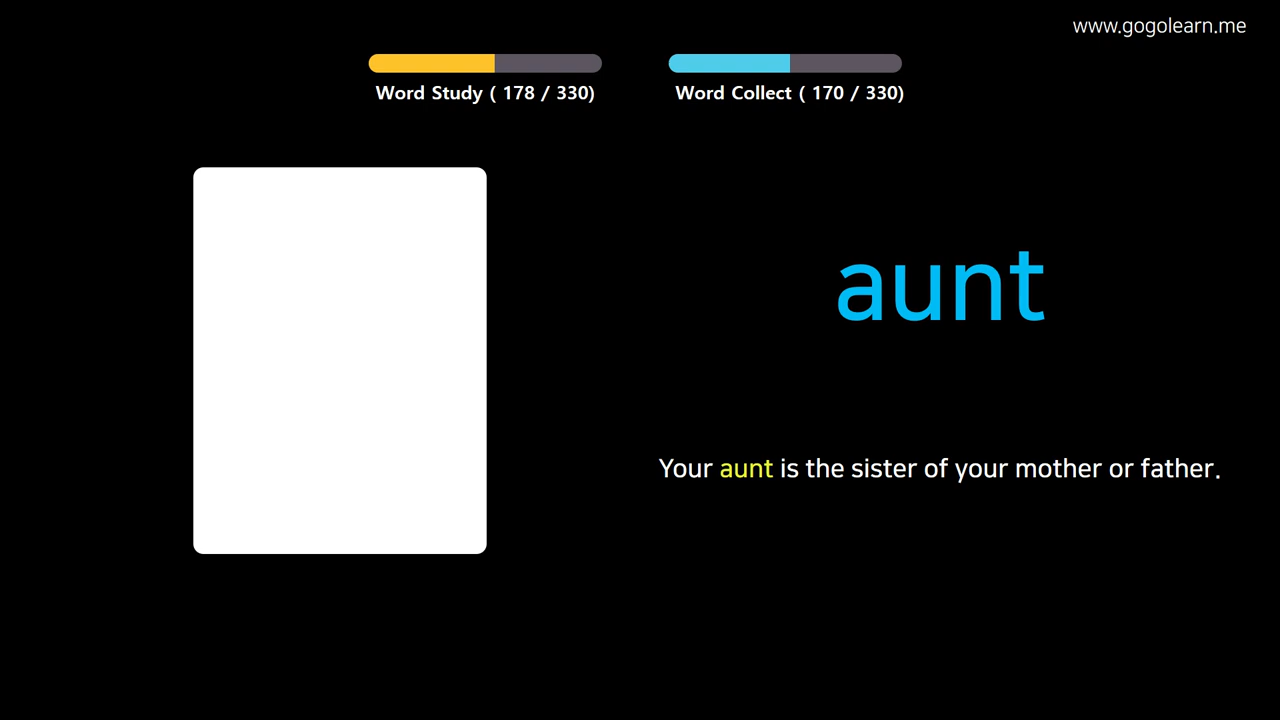 www.gogolearn.me
Word Study ( 178 / 330)
Word Collect ( 170 / 330)
aunt
Your aunt is the sister of your mother or father.